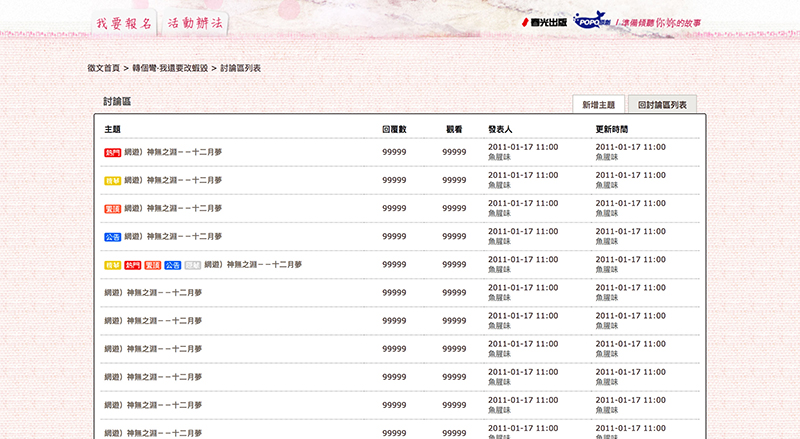 我要報名 活動辦法 春光出版 POPO原創 準備傾聽你妳的故事
徵文首頁 > 轉個彎-我還要改蝦毀 > 討論區列表
討論區 新增主題 回討論區列表
主題 回覆數 觀看 發表人 更新時間
熱門 網遊）神無之淵－－十二月夢 99999 99999 2011-01-17 11:00 2011-01-17 11:00
魚腥味 魚腥味
精華 網遊）神無之淵－－十二月夢 99999 99999 2011-01-17 11:00 2011-01-17 11:00
魚腥味 魚腥味
置頂 網遊）神無之淵－－十二月夢 99999 99999 2011-01-17 11:00 2011-01-17 11:00
魚腥味 魚腥味
公告 網遊）神無之淵－－十二月夢 99999 99999 2011-01-17 11:00 2011-01-17 11:00
魚腥味 魚腥味
精華 熱門 置頂 公告 網遊）神無之淵－－十二月夢 99999 99999 2011-01-17 11:00 2011-01-17 11:00
魚腥味 魚腥味
網遊）神無之淵－－十二月夢 99999 99999 2011-01-17 11:00 2011-01-17 11:00
魚腥味 魚腥味
網遊）神無之淵－－十二月夢 99999 99999 2011-01-17 11:00 2011-01-17 11:00
魚腥味 魚腥味
網遊）神無之淵－－十二月夢 99999 99999 2011-01-17 11:00 2011-01-17 11:00
魚腥味 魚腥味
網遊）神無之淵－－十二月夢 99999 99999 2011-01-17 11:00 2011-01-17 11:00
魚腥味 魚腥味
網遊）神無之淵－－十二月夢 99999 99999 2011-01-17 11:00 2011-01-17 11:00
魚腥味 魚腥味
網遊）神無之淵－－十二月夢 99999 99999 2011-01-17 11:00 2011-01-17 11:00